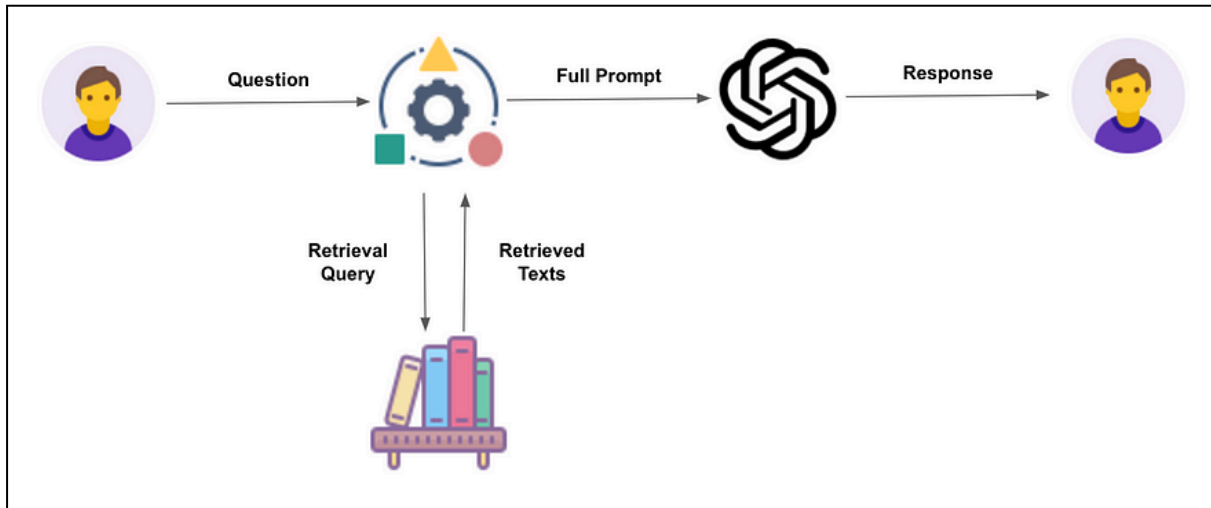 Question
Full Prompt
Response
Retrieval
Query
Retrieved
Texts